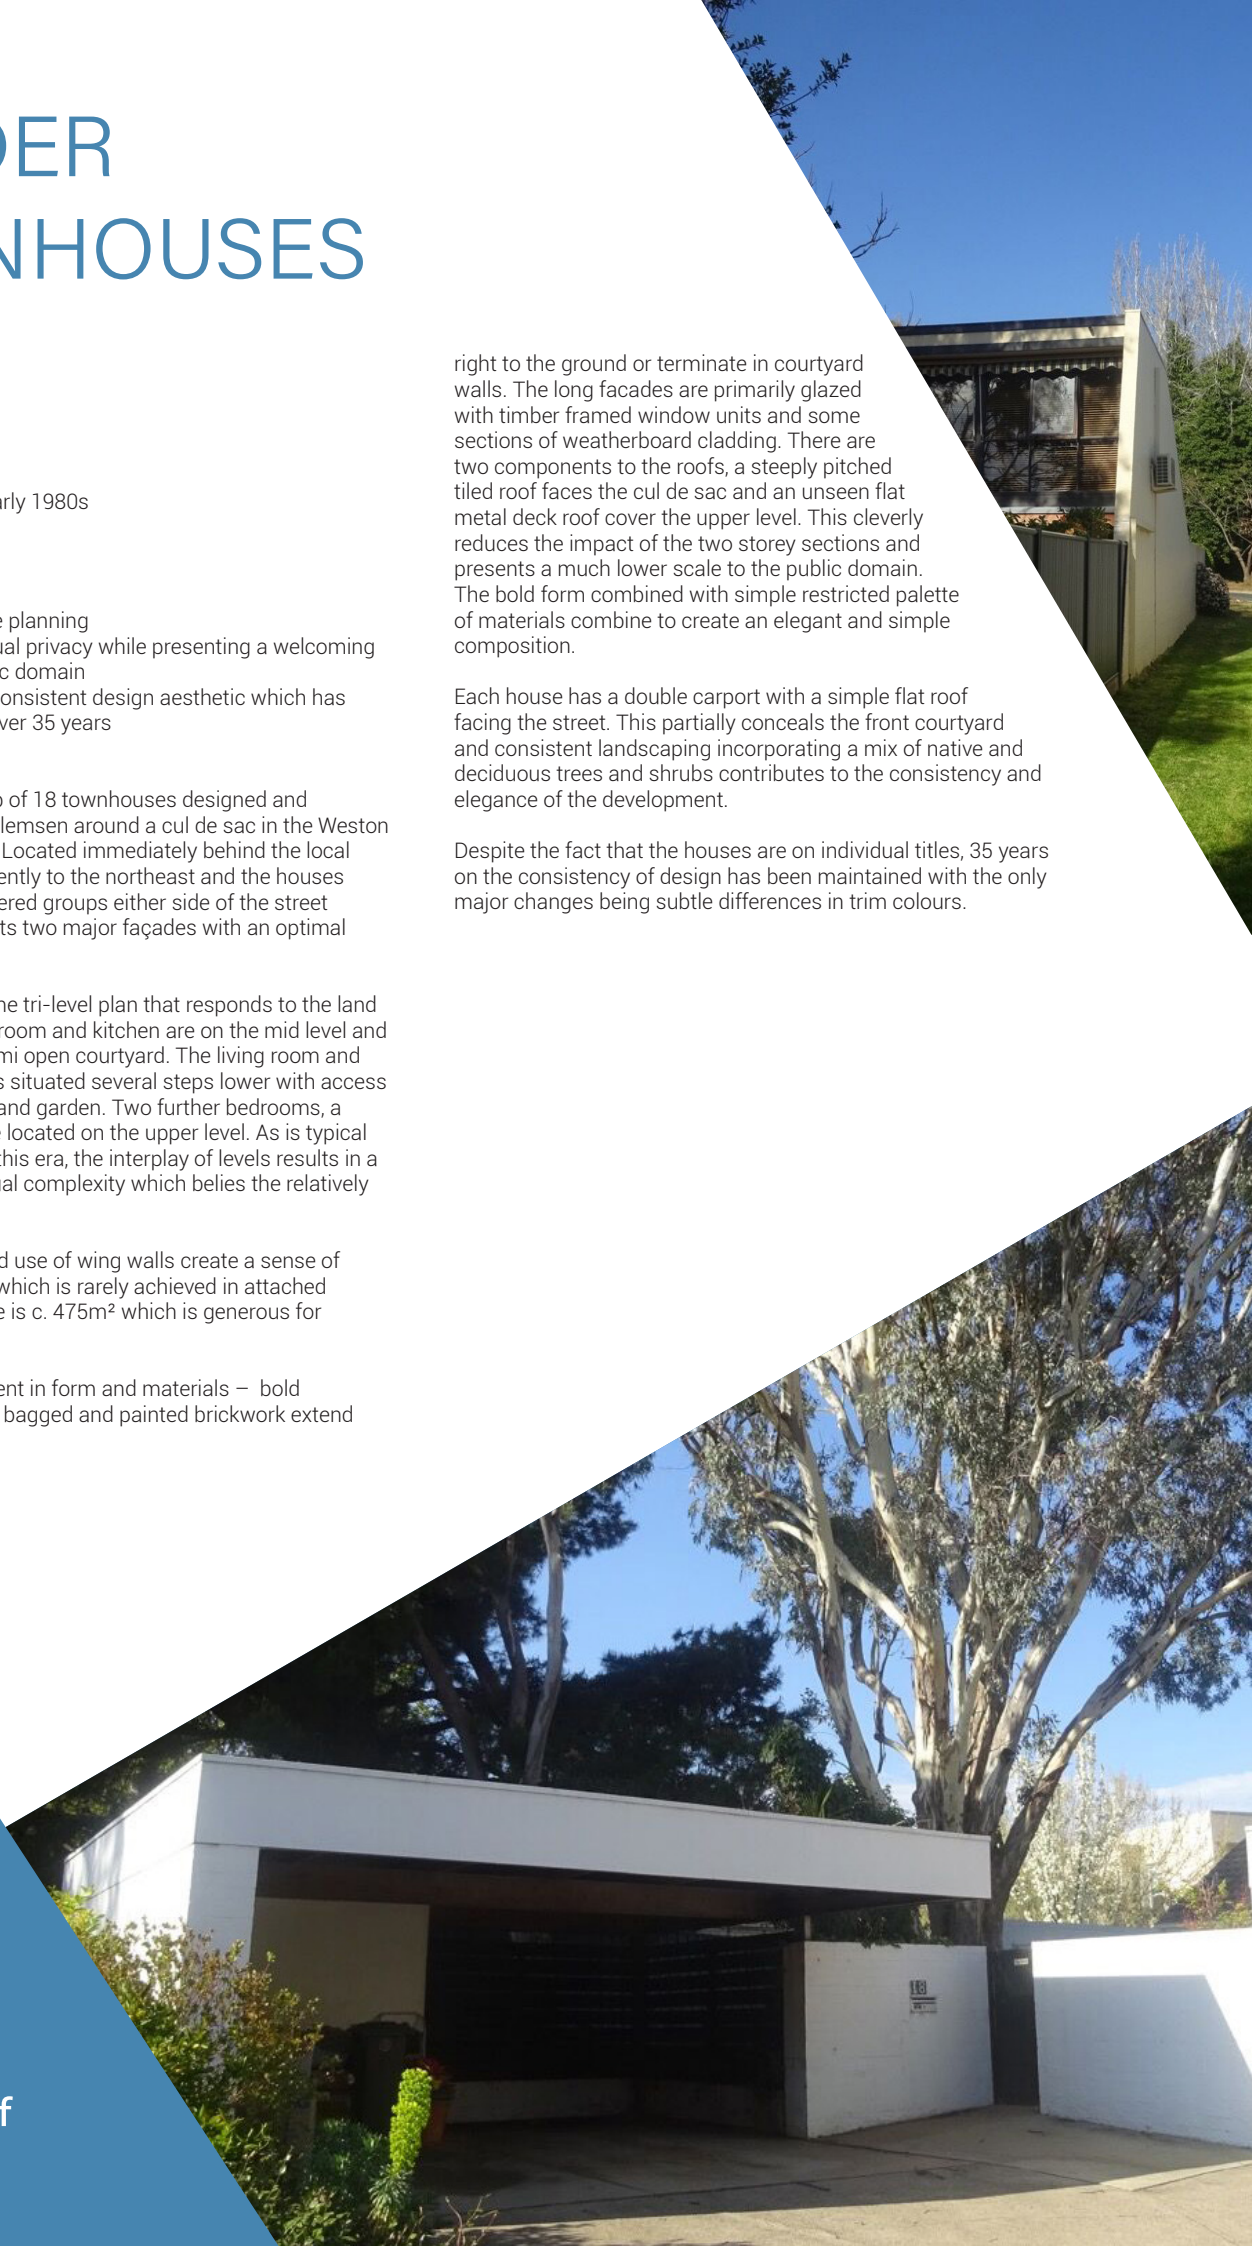 DER
NHOUSES
arly 1980s
e planning
ual privacy while presenting a welcoming
c domain
onsistent design aesthetic which has
ver 35 years
p of 18 townhouses designed and
lemsen around a cul de sac in the Weston
Located immediately behind the local
ently to the northeast and the houses
ered groups either side of the street
ts two major façades with an optimal
he tri-level plan that responds to the land
room and kitchen are on the mid level and
mi open courtyard. The living room and
s situated several steps lower with access
and garden. Two further bedrooms, a
e located on the upper level. As is typical
this era, the interplay of levels results in a
ual complexity which belies the relatively
d use of wing walls create a sense of
which is rarely achieved in attached
e is c. 475m² which is generous for
ent in form and materials – bold
bagged and painted brickwork extend
right to the ground or terminate in courtyard
walls. The long facades are primarily glazed
with timber framed window units and some
sections of weatherboard cladding. There are
two components to the roofs, a steeply pitched
tiled roof faces the cul de sac and an unseen flat
metal deck roof cover the upper level. This cleverly
reduces the impact of the two storey sections and
presents a much lower scale to the public domain.
The bold form combined with simple restricted palette
of materials combine to create an elegant and simple
composition.
Each house has a double carport with a simple flat roof
facing the street. This partially conceals the front courtyard
and consistent landscaping incorporating a mix of native and
deciduous trees and shrubs contributes to the consistency and
elegance of the development.
Despite the fact that the houses are on individual titles, 35 years
on the consistency of design has been maintained with the only
major changes being subtle differences in trim colours.
18
f